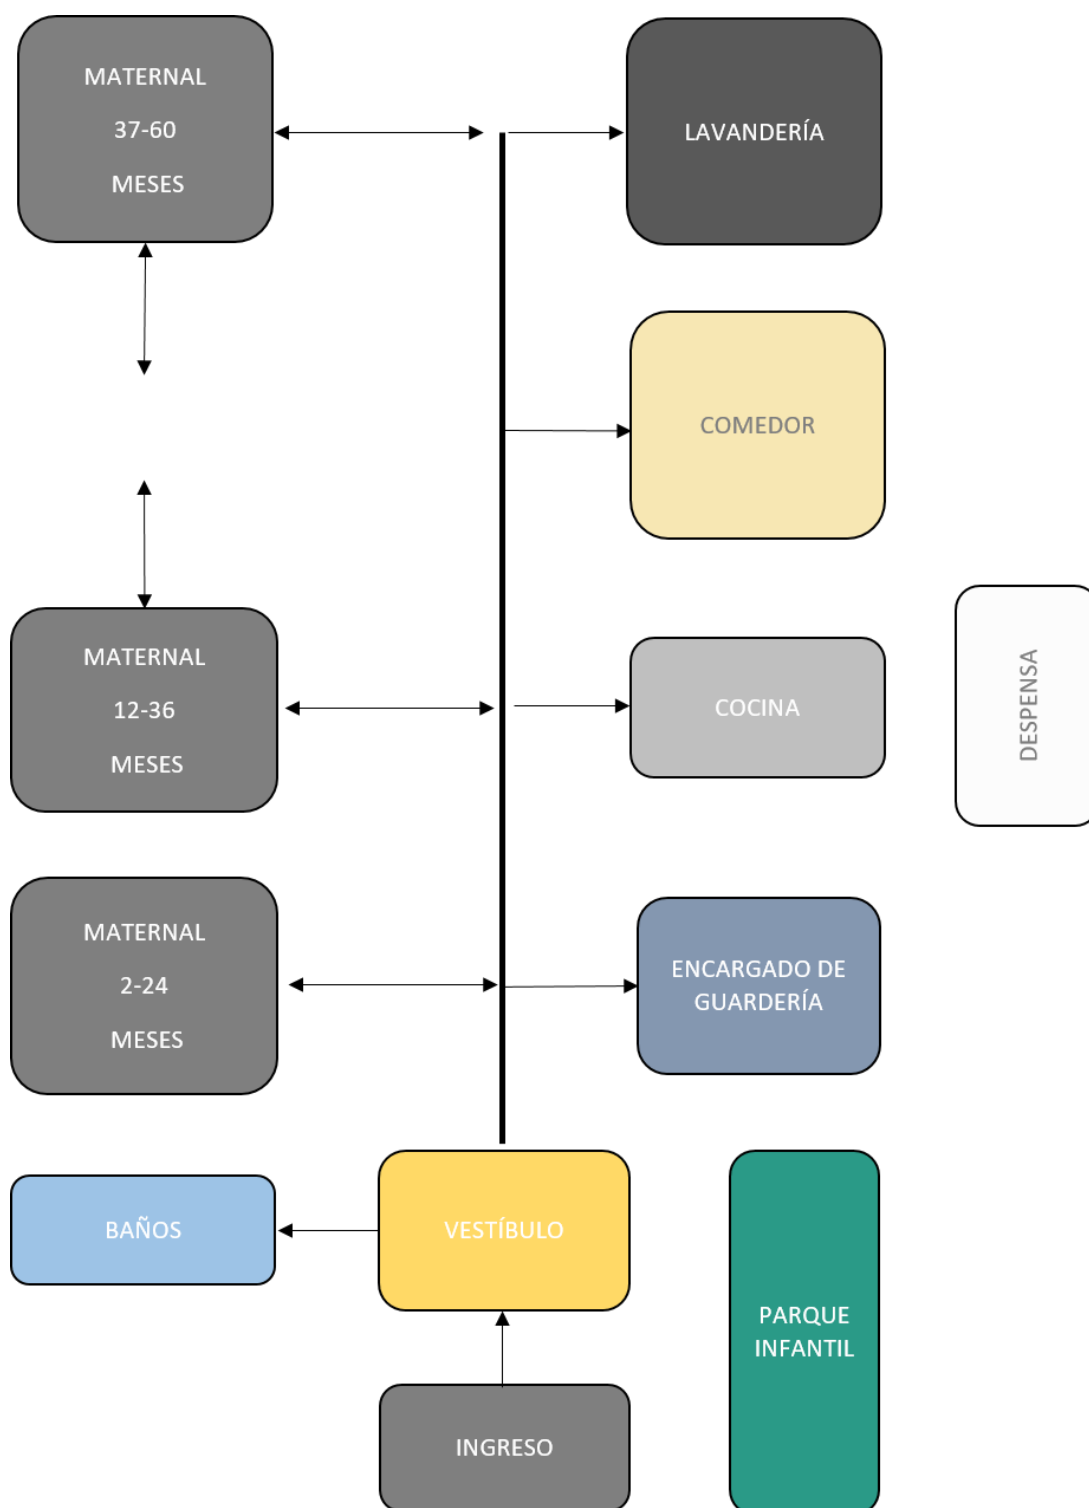 MATERNAL
37-60
MESES
LAVANDERÍA
COMEDOR
MATERNAL
12-36
MESES
COCINA
DESPENSA
MATERNAL
2-24
MESES
ENCARGADO DE
GUARDERÍA
BAÑOS
VESTÍBULO
PARQUE
INFANTIL
INGRESO